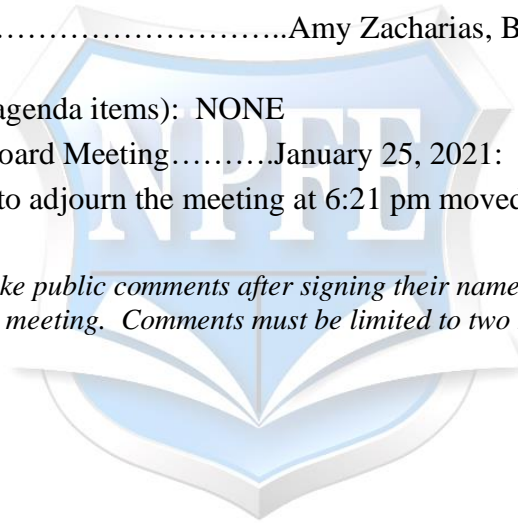 ………………………………..Amy Zacharias, B
agenda items): NONE
oard Meeting……….January 25, 2021:
to adjourn the meeting at 6:21 pm moved
NPFE
ke public comments after signing their name
meeting. Comments must be limited to two